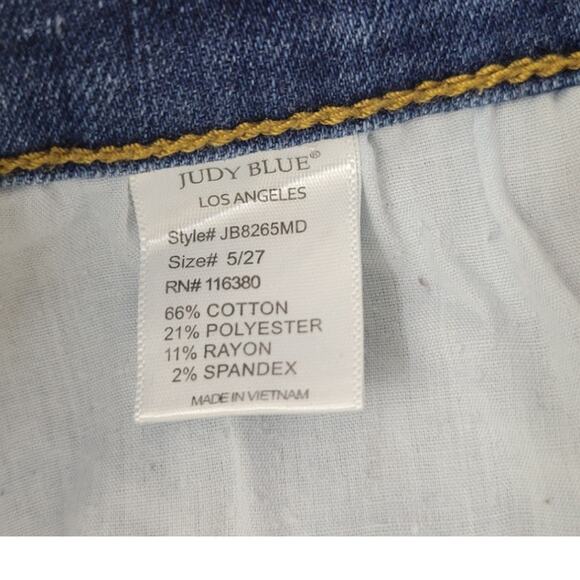 JUDY BLUE®
LOS ANGELES
Style# JB8265MD
Size# 5/27
RN# 116380
66% COTTON
21% POLYESTER
11% RAYON
2% SPANDEX
MADE IN VIETNAM